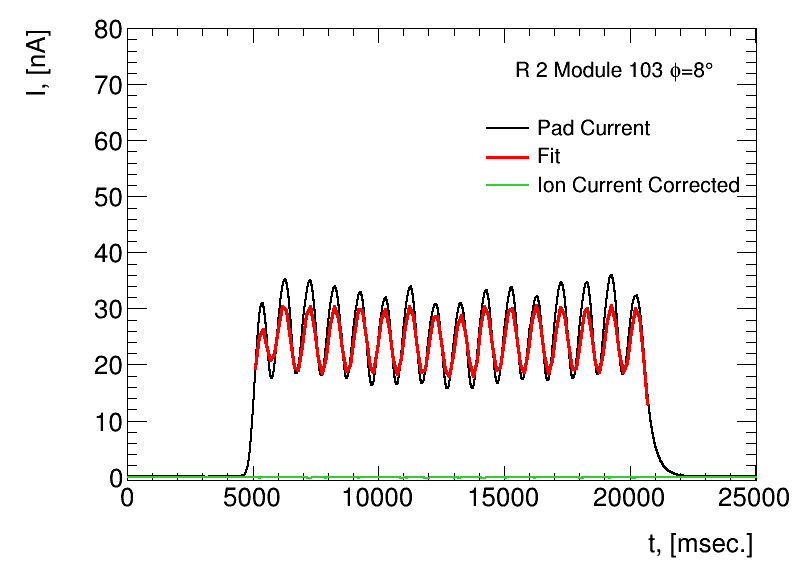 I, [nA]
80
70
60
50
40
30
20
10
0
R 2 Module 103 ϕ=8°
Pad Current
Fit
Ion Current Corrected
0 5000 10000 15000 20000 25000
t, [msec.]